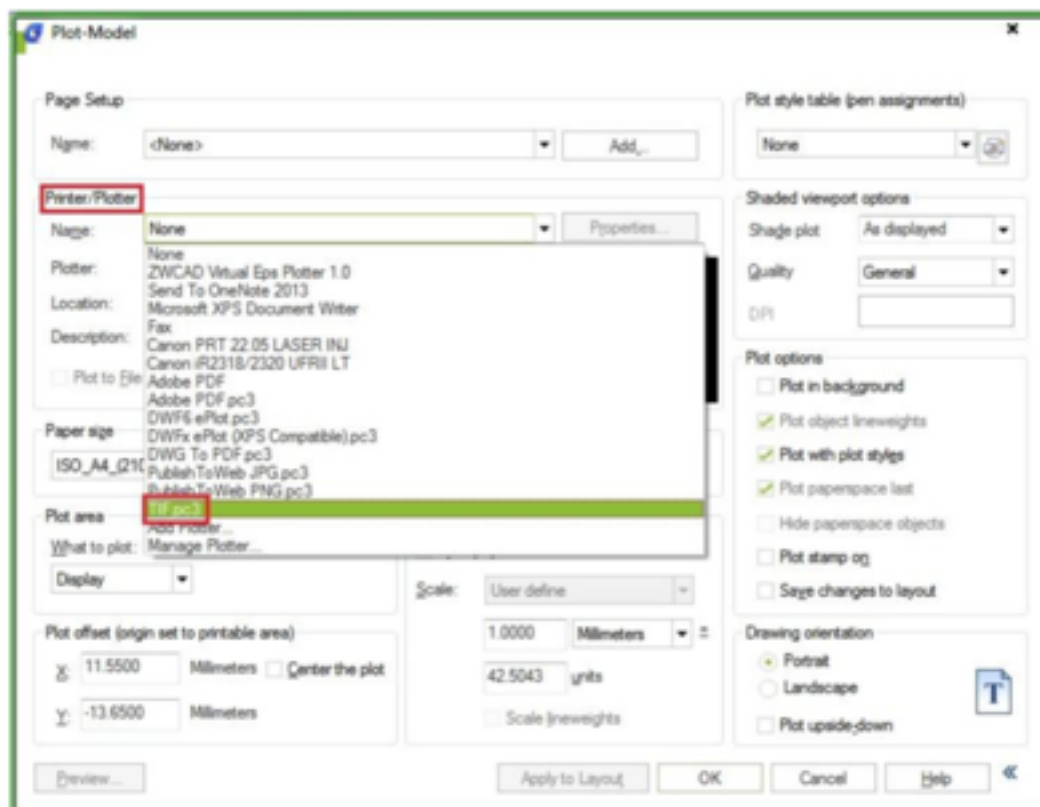 Plot-Model
Page Setup
Name: <None> Add...
Plot style table (pen assignments)
None
Printer/Plotter
Name: None Properties...
None
ZWCAD Virtual Eps Plotter 1.0
Send To OneNote 2013
Microsoft XPS Document Writer
Fax
Canon PRT 22.05 LASER INJ
Canon iR2318/2320 UFRII LT
Adobe PDF
Adobe PDF.pc3
DWF6 ePlot.pc3
DWFx ePlot (XPS Compatible).pc3
DWG To PDF.pc3
PublishToWeb JPG.pc3
PublishToWeb PNG.pc3
TIF.pc3
Add Plotter...
Manage Plotter...
Plotter:
Location:
Description:
Plot to File
Shaded viewport options
Shade plot As displayed
Quality General
DPI
Paper size
ISO_A4_(210
Plot options
Plot in background
Plot object lineweights
Plot with plot styles
Plot paperspace last
Hide paperspace objects
Plot stamp on
Save changes to layout
Plot area
What to plot:
Display
Scale: User define
1.0000 Millimeters =
42.5043 units
Scale lineweights
Plot offset (origin set to printable area)
X: 11.5500 Millimeters Center the plot
Y: -13.6500 Millimeters
Drawing orientation
Portrait
Landscape
Plot upside-down
T
Preview... Apply to Layout OK Cancel Help